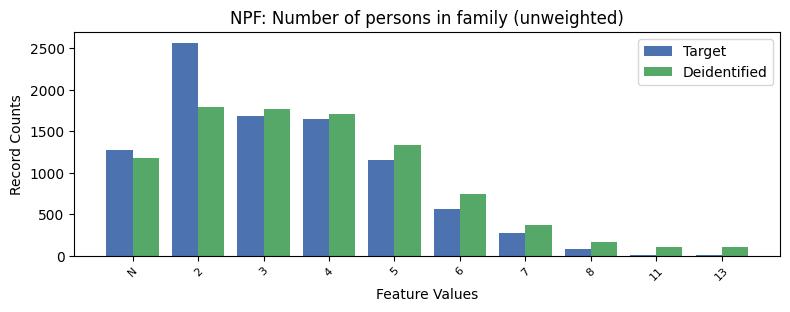 NPF: Number of persons in family (unweighted)
Target
Deidentified
Record Counts
2500
2000
1500
1000
500
0
N
2
3
4
5
6
7
8
11
13
Feature Values